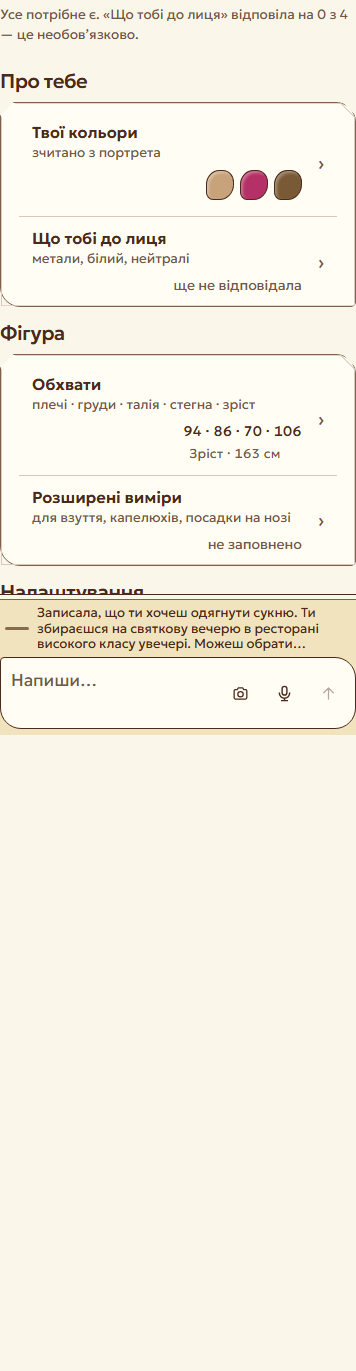 Усе потрібне є. «Що тобі до лиця» відповіла на 0 з 4
— це необов’язково.
Про тебе
Твої кольори
зчитано з портрета
Що тобі до лиця
метали, білий, нейтралі
ще не відповідала
Фігура
Обхвати
плечі · груди · талія · стегна · зріст
94 · 86 · 70 · 106
Зріст · 163 см
Розширені виміри
для взуття, капелюхів, посадки на нозі
не заповнено
Налаштування
Записала, що ти хочеш одягнути сукню. Ти
збираєшся на святкову вечерю в ресторані
високого класу увечері. Можеш обрати…
Напиши…